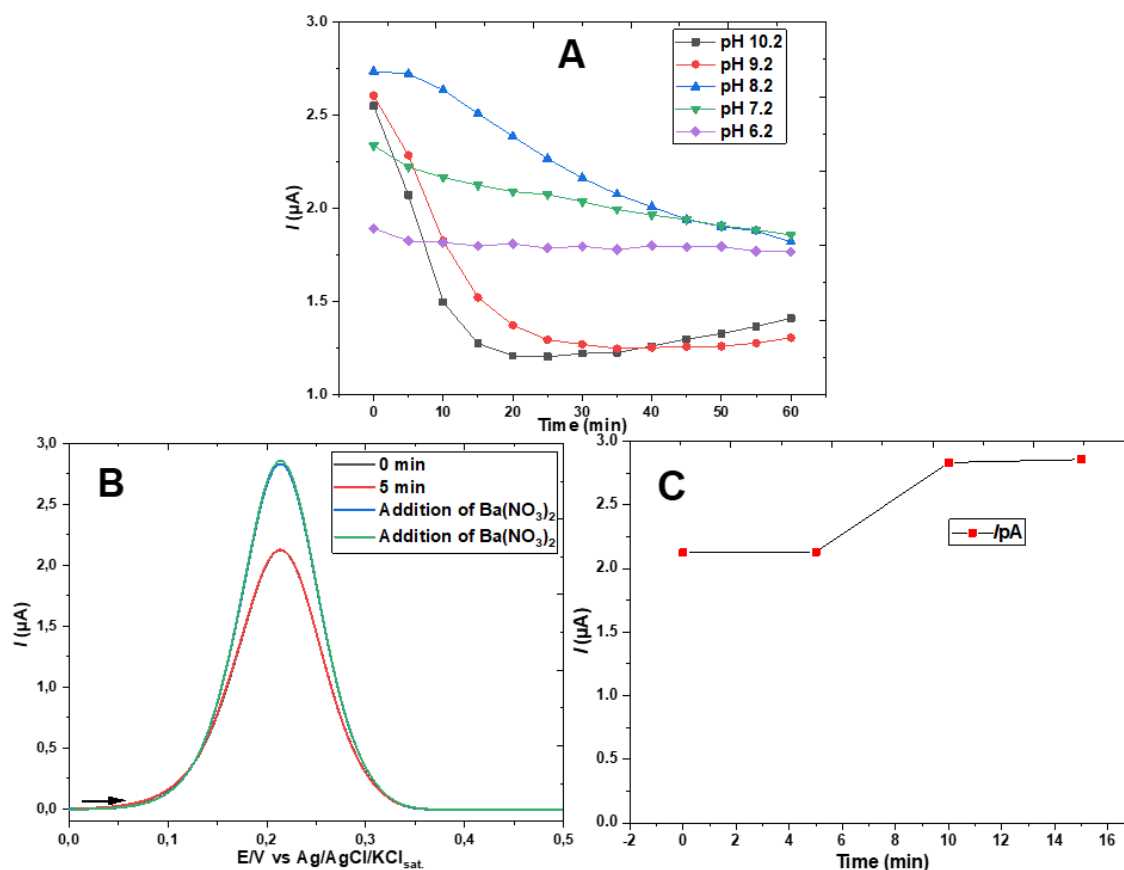 A
I (µA)
3.0
2.5
2.0
1.5
1.0
pH 10.2
pH 9.2
pH 8.2
pH 7.2
pH 6.2
0 10 20 30 40 50 60
Time (min)
B
I (µA)
3,0
2,5
2,0
1,5
1,0
0,5
0,0
0 min
5 min
Addition of Ba(NO3)2
Addition of Ba(NO3)2
0,0 0,1 0,2 0,3 0,4 0,5
E/V vs Ag/AgCl/KClsat.
C
I (µA)
3.0
2.5
2.0
1.5
1.0
0.5
0.0
IpA
-2 0 2 4 6 8 10 12 14 16
Time (min)